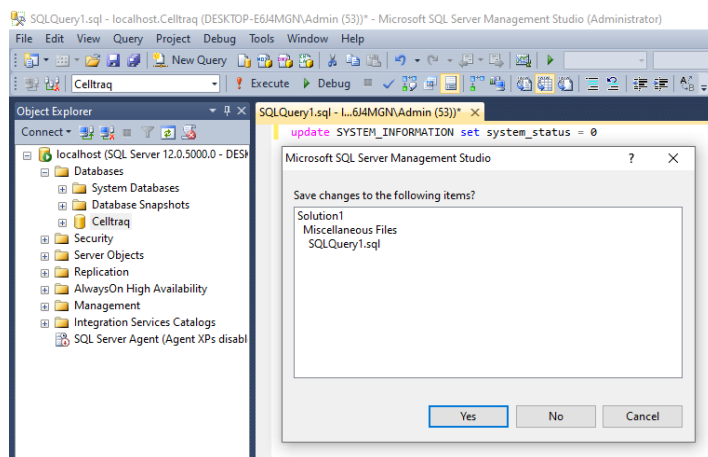 SQLQuery1.sql - localhost.Celltraq (DESKTOP-E6J4MGN\Admin (53))* - Microsoft SQL Server Management Studio (Administrator)
File Edit View Query Project Debug Tools Window Help
New Query
Celltraq Execute Debug
Object Explorer
SQLQuery1.sql - l...6J4MGN\Admin (53))*
Connect
update SYSTEM_INFORMATION set system_status = 0
localhost (SQL Server 12.0.5000.0 - DESK
Databases
System Databases
Database Snapshots
Celltraq
Security
Server Objects
Replication
AlwaysOn High Availability
Management
Integration Services Catalogs
SQL Server Agent (Agent XPs disabl
Microsoft SQL Server Management Studio ?
Save changes to the following items?
Solution1
Miscellaneous Files
SQLQuery1.sql
Yes No Cancel